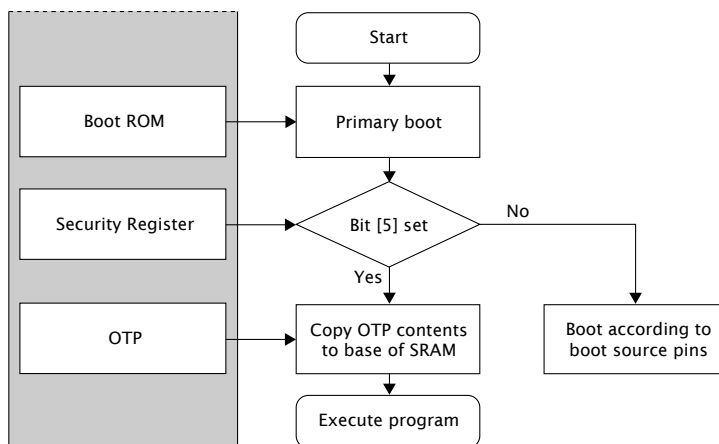 Start
Boot ROM
Primary boot
Security Register
Bit [5] set
No
Yes
OTP
Copy OTP contents
to base of SRAM
Boot according to
boot source pins
Execute program